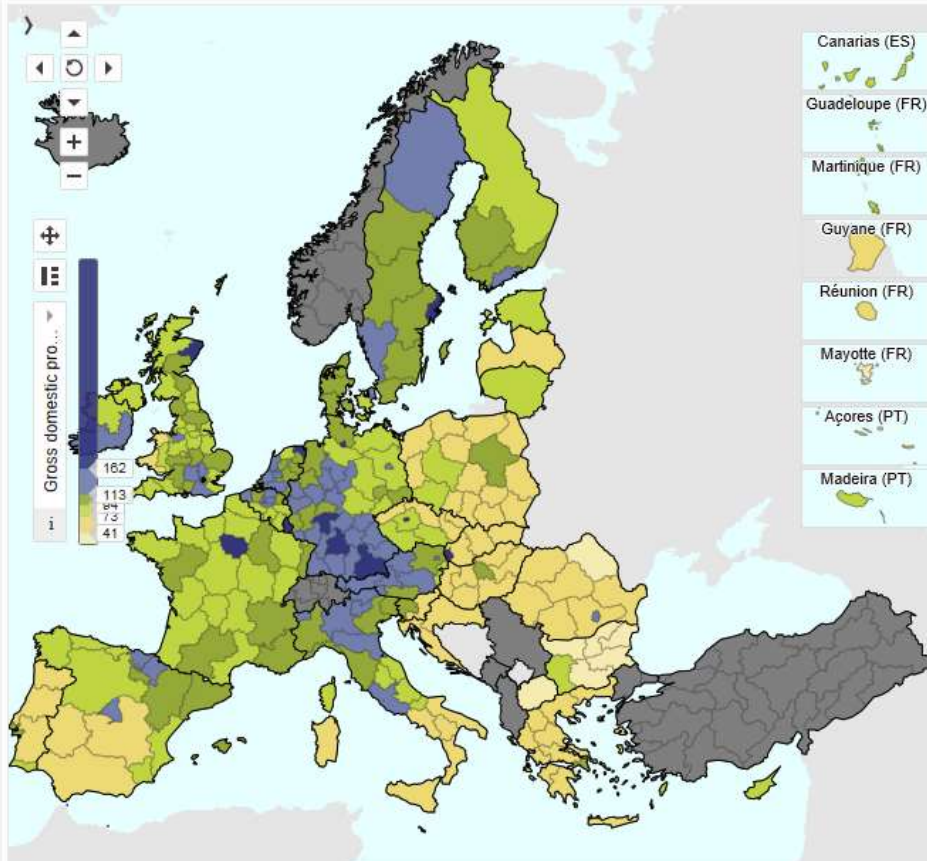 Canarias (ES)
Guadeloupe (FR)
Martinique (FR)
Guyane (FR)
Réunion (FR)
Mayotte (FR)
Açores (PT)
Madeira (PT)
Gross domestic pro...
i
162
113
94
73
41